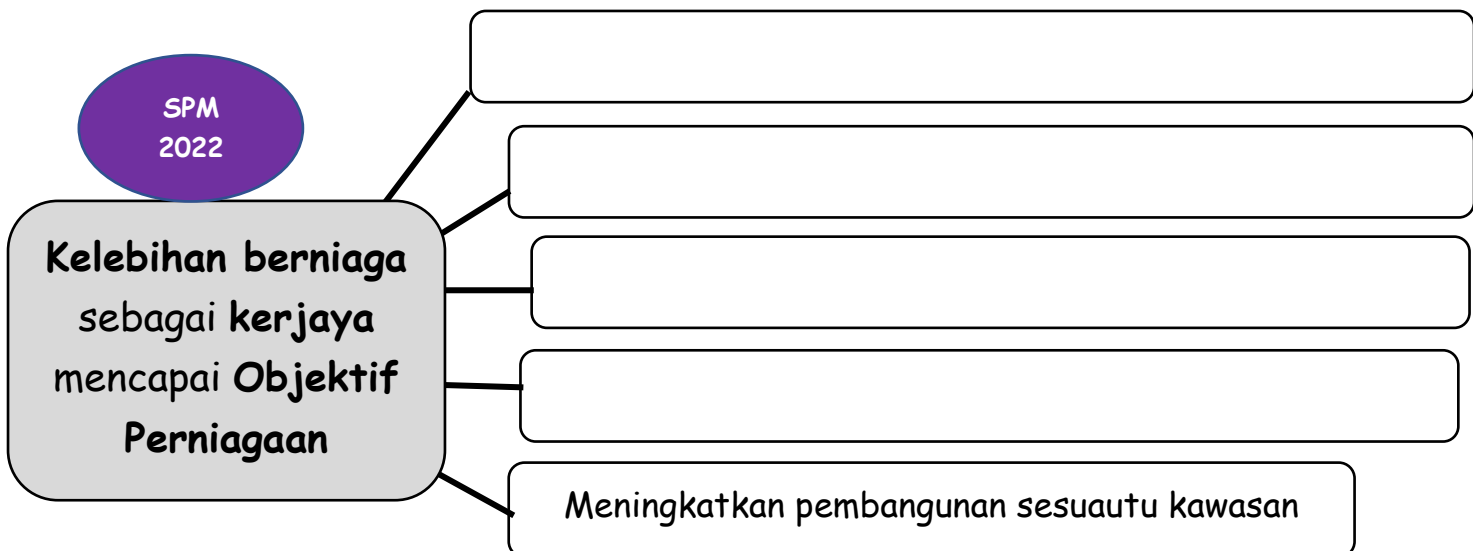 SPM
2022
Kelebihan berniaga
sebagai kerjaya
mencapai Objektif
Perniagaan
Meningkatkan pembangunan sesuautu kawasan